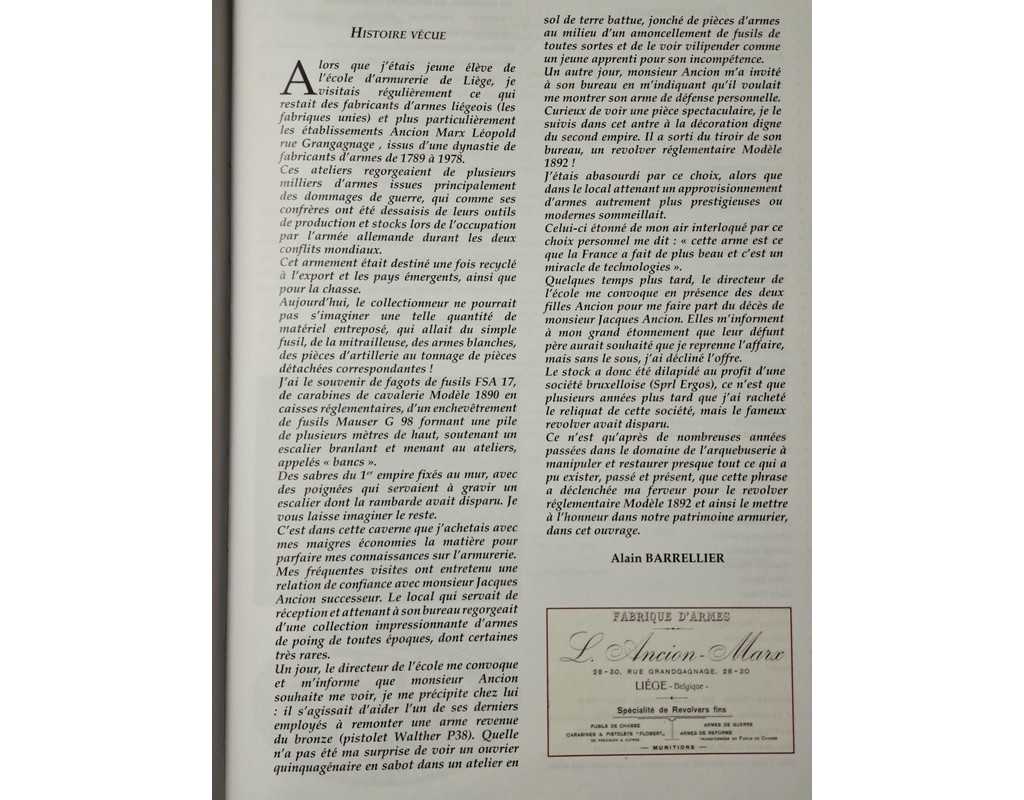 HISTOIRE VÉCUE
Alors que j'étais jeune élève de
l'école d'armurerie de Liège, je
visitais régulièrement ce qui
restait des fabricants d'armes liégeois (les
fabriques unies) et plus particulièrement
les établissements Ancion Marx Léopold
rue Grangagnage , issus d'une dynastie de
fabricants d'armes de 1789 à 1978.
Ces ateliers regorgeaient de plusieurs
milliers d'armes issues principalement
des dommages de guerre, qui comme ses
confrères ont été dessaisis de leurs outils
de production et stocks lors de l'occupation
par l'armée allemande durant les deux
conflits mondiaux.
Cet armement était destiné une fois recyclé
à l'export et les pays émergents, ainsi que
pour la chasse.
Aujourd'hui, le collectionneur ne pourrait
pas s'imaginer une telle quantité de
matériel entreposé, qui allait du simple
fusil, de la mitrailleuse, des armes blanches,
des pièces d'artillerie au tonnage de pièces
détachées correspondantes !
J'ai le souvenir de fagots de fusils FSA 17,
de carabines de cavalerie Modèle 1890 en
caisses réglementaires, d'un enchevêtrement
de fusils Mauser G 98 formant une pile
de plusieurs mètres de haut, soutenant un
escalier branlant et menant au ateliers,
appelés « bancs ».
Des sabres du 1er empire fixés au mur, avec
des poignées qui servaient à gravir un
escalier dont la rambarde avait disparu. Je
vous laisse imaginer le reste.
C'est dans cette caverne que j'achetais avec
mes maigres économies la matière pour
parfaire mes connaissances sur l'armurerie.
Mes fréquentes visites ont entretenu une
relation de confiance avec monsieur Jacques
Ancion successeur. Le local qui servait de
réception et attenant à son bureau regorgeait
d'une collection impressionnante d'armes
de poing de toutes époques, dont certaines
très rares.
Un jour, le directeur de l'école me convoque
et m'informe que monsieur Ancion
souhaite me voir, je me précipite chez lui
: il s'agissait d'aider l'un de ses derniers
employés à remonter une arme revenue
du bronze (pistolet Walther P38). Quelle
n'a pas été ma surprise de voir un ouvrier
quinquagénaire en sabot dans un atelier en
sol de terre battue, jonché de pièces d'armes
au milieu d'un amoncellement de fusils de
toutes sortes et de le voir vilipender comme
un jeune apprenti pour son incompétence.
Un autre jour, monsieur Ancion m'a invité
à son bureau en m'indiquant qu'il voulait
me montrer son arme de défense personnelle.
Curieux de voir une pièce spectaculaire, je le
suivis dans cet antre à la décoration digne
du second empire. Il a sorti du tiroir de son
bureau, un revolver réglementaire Modèle
1892 !
J'étais abasourdi par ce choix, alors que
dans le local attenant un approvisionnement
d'armes autrement plus prestigieuses ou
modernes sommeillait.
Celui-ci étonné de mon air interloqué par ce
choix personnel me dit : « cette arme est ce
que la France a fait de plus beau et c'est un
miracle de technologies ».
Quelques temps plus tard, le directeur de
l'école me convoque en présence des deux
filles Ancion pour me faire part du décès de
monsieur Jacques Ancion. Elles m'informent
à mon grand étonnement que leur défunt
père aurait souhaité que je reprenne l'affaire,
mais sans le sous, j'ai décliné l'offre.
Le stock a donc été dilapidé au profit d'une
société bruxelloise (Sprl Ergos), ce n'est que
plusieurs années plus tard que j'ai racheté
le reliquat de cette société, mais le fameux
revolver avait disparu.
Ce n'est qu'après de nombreuses années
passées dans le domaine de l'arquebuserie à
manipuler et restaurer presque tout ce qui a
pu exister, passé et présent, que cette phrase
a déclenchée ma ferveur pour le revolver
réglementaire Modèle 1892 et ainsi le mettre
à l'honneur dans notre patrimoine armurier,
dans cet ouvrage.
Alain BARRELLIER
FABRIQUE D'ARMES
L. Ancion-Marx
28-30, RUE GRANDGAGNAGE, 28-30
LIÉGE - Belgique -
Spécialité de Revolvers fins
FUSILS DE CHASSE
CARABINES & PISTOLETS "FLOBERT"
DE PRÉCISION & AUTRES
ARMES DE GUERRE
ARMES DE REFORME
TRANSFORMÉES EN FUSILS DE CHASSE
— MUNITIONS —